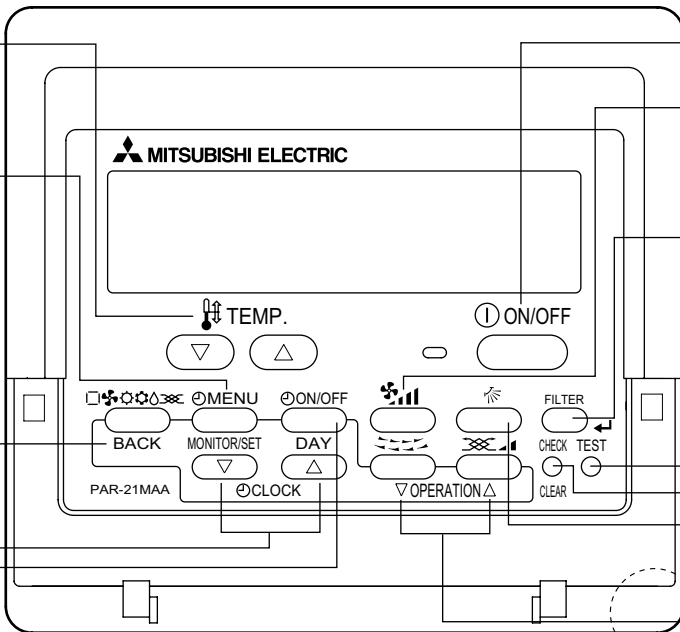 MITSUBISHI ELECTRIC
TEMP.
ON/OFF
MENU
ON/OFF
FILTER
BACK
MONITOR/SET
DAY
CHECK
TEST
PAR-21MAA
CLOCK
OPERATION
CLEAR